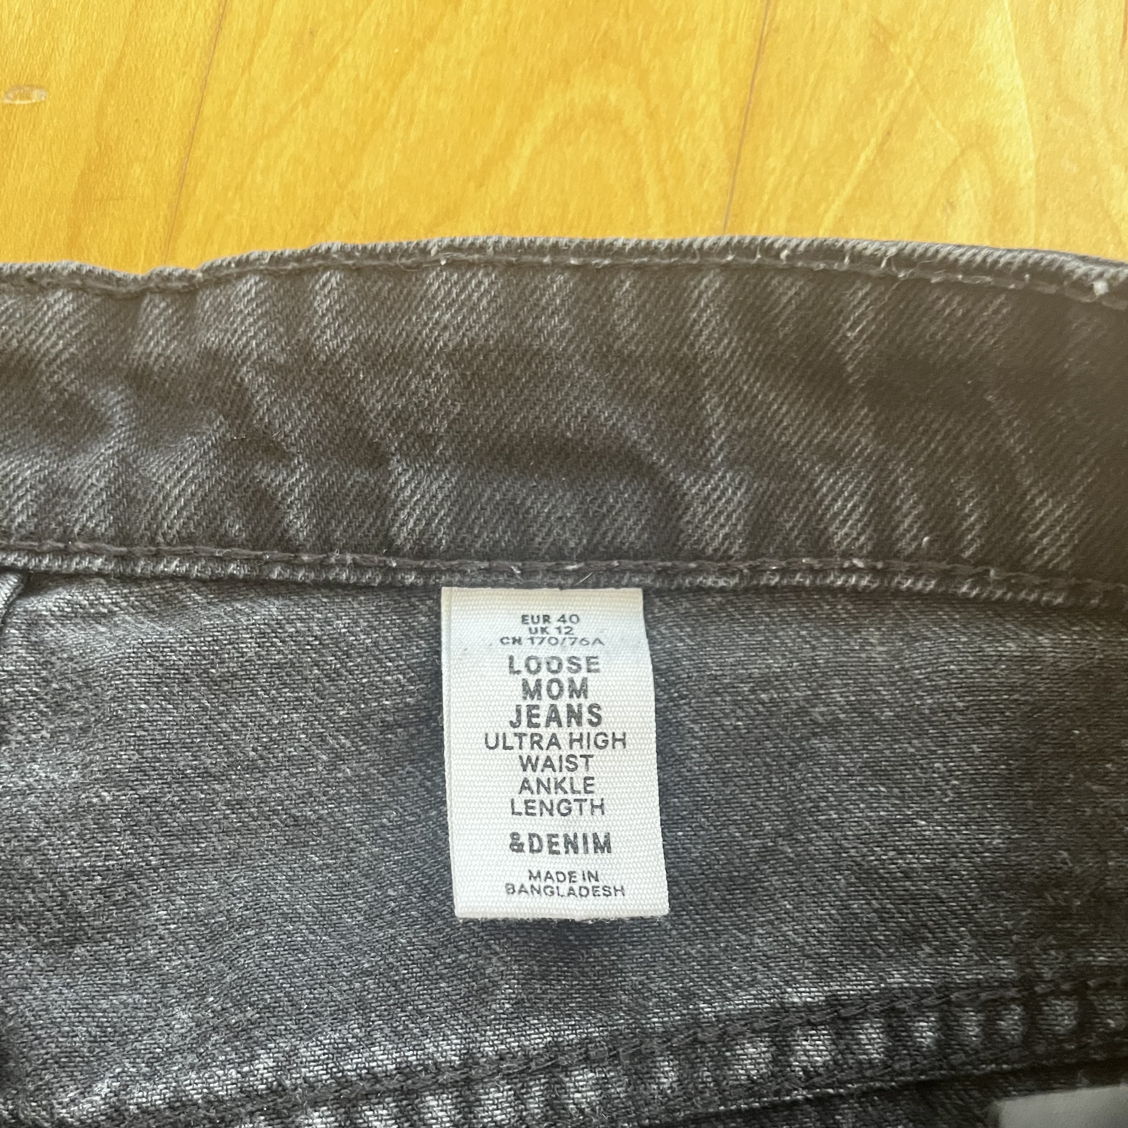 EUR 40
UK 12
CN 170/76A
LOOSE
MOM
JEANS
ULTRA HIGH
WAIST
ANKLE
LENGTH
&DENIM
MADE IN
BANGLADESH